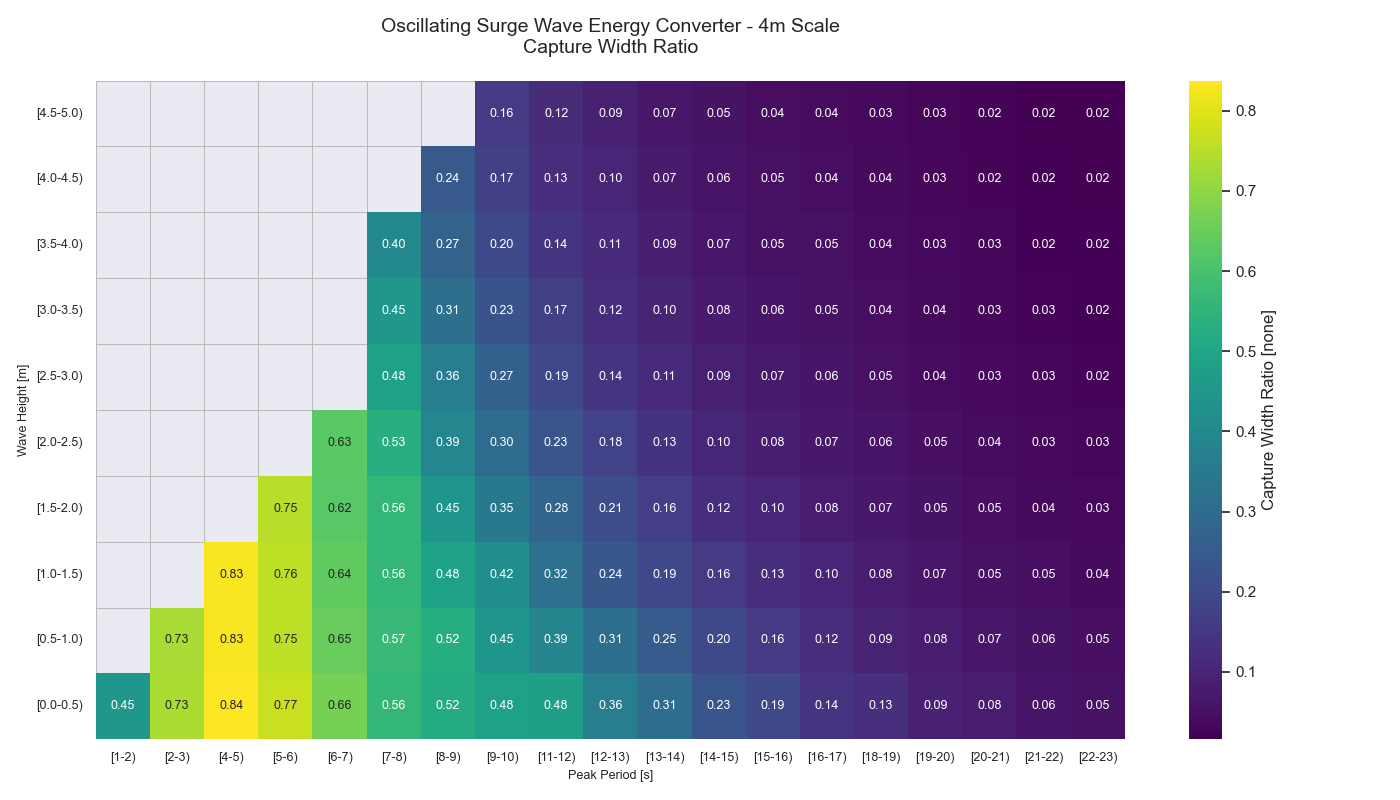 Oscillating Surge Wave Energy Converter - 4m Scale
Capture Width Ratio
[4.5-5.0) 0.16 0.12 0.09 0.07 0.05 0.04 0.04 0.03 0.03 0.02 0.02 0.02
[4.0-4.5) 0.24 0.17 0.13 0.10 0.07 0.06 0.05 0.04 0.04 0.03 0.02 0.02 0.02
[3.5-4.0) 0.40 0.27 0.20 0.14 0.11 0.09 0.07 0.05 0.05 0.04 0.03 0.03 0.02 0.02
[3.0-3.5) 0.45 0.31 0.23 0.17 0.12 0.10 0.08 0.06 0.05 0.04 0.04 0.03 0.03 0.02
[2.5-3.0) 0.48 0.36 0.27 0.19 0.14 0.11 0.09 0.07 0.06 0.05 0.04 0.03 0.03 0.02
[2.0-2.5) 0.63 0.53 0.39 0.30 0.23 0.18 0.13 0.10 0.08 0.07 0.06 0.05 0.04 0.03 0.03
[1.5-2.0) 0.75 0.62 0.56 0.45 0.35 0.28 0.21 0.16 0.12 0.10 0.08 0.07 0.05 0.05 0.04 0.03
[1.0-1.5) 0.83 0.76 0.64 0.56 0.48 0.42 0.32 0.24 0.19 0.16 0.13 0.10 0.08 0.07 0.05 0.05 0.04
[0.5-1.0) 0.73 0.83 0.75 0.65 0.57 0.52 0.45 0.39 0.31 0.25 0.20 0.16 0.12 0.09 0.08 0.07 0.06 0.05
[0.0-0.5) 0.45 0.73 0.84 0.77 0.66 0.56 0.52 0.48 0.48 0.36 0.31 0.23 0.19 0.14 0.13 0.09 0.08 0.06 0.05
[1-2) [2-3) [4-5) [5-6) [6-7) [7-8) [8-9) [9-10) [11-12) [12-13) [13-14) [14-15) [15-16) [16-17) [18-19) [19-20) [20-21) [21-22) [22-23)
Peak Period [s]
Wave Height [m]
0.8
0.7
0.6
0.5
0.4
0.3
0.2
0.1
Capture Width Ratio [none]